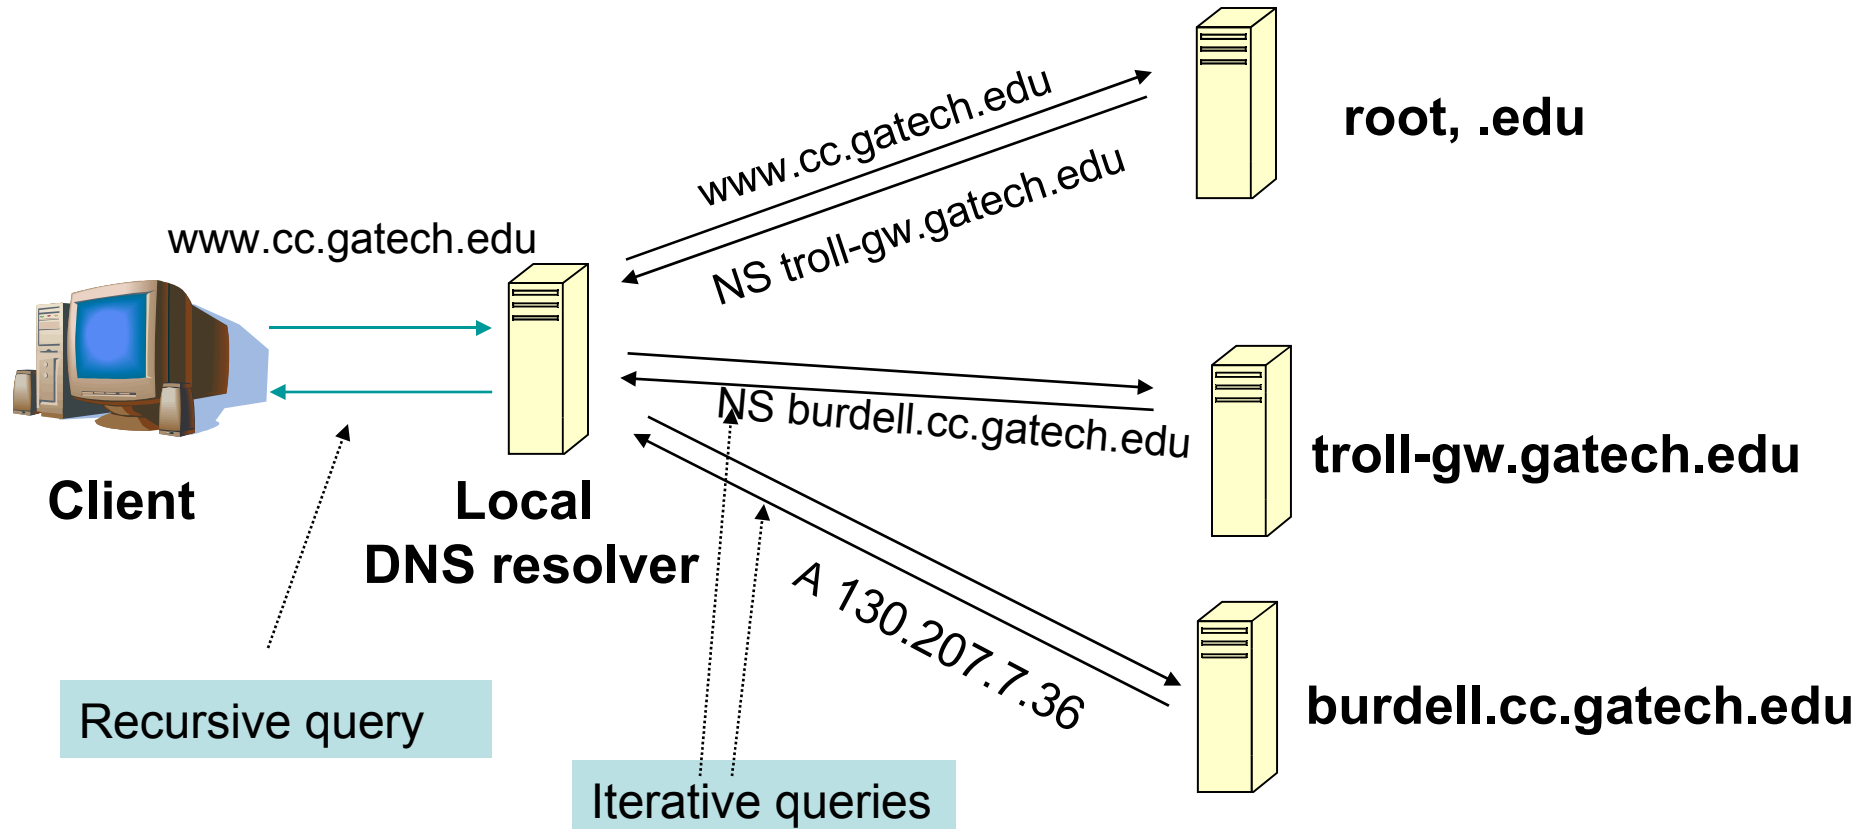 www.cc.gatech.edu
root, .edu
NS troll-gw.gatech.edu
www.cc.gatech.edu
NS burdell.cc.gatech.edu
troll-gw.gatech.edu
Client
Local
DNS resolver
A 130.207.7.36
burdell.cc.gatech.edu
Recursive query
Iterative queries